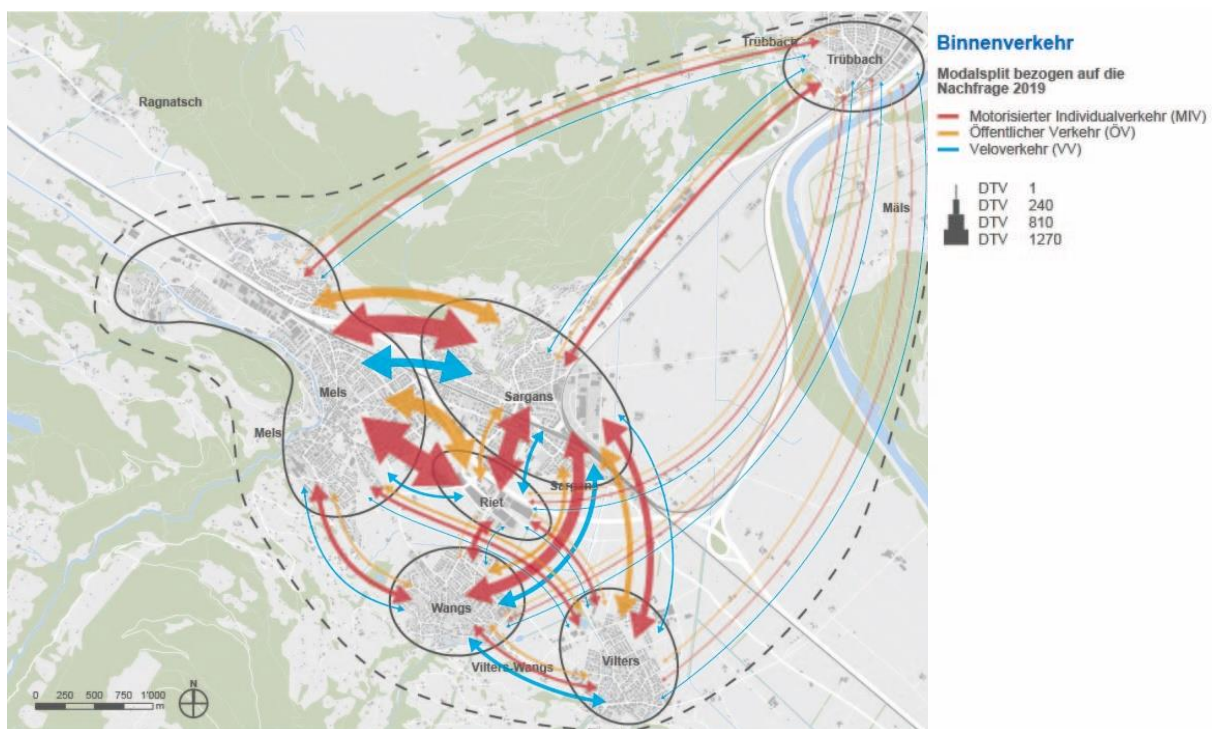 Binnenverkehr
Modalsplit bezogen auf die
Nachfrage 2019
Motorisierter Individualverkehr (MIV)
Öffentlicher Verkehr (ÖV)
Veloverkehr (VV)
DTV 1
DTV 240
DTV 810
DTV 1270
Trübbach
Trübbach
Ragnatsch
Mäls
Mels
Sargans
Mels
Sargans
Riet
Wangs
Vilters-Wangs
Vilters
0 250 500 750 1'000
m
N